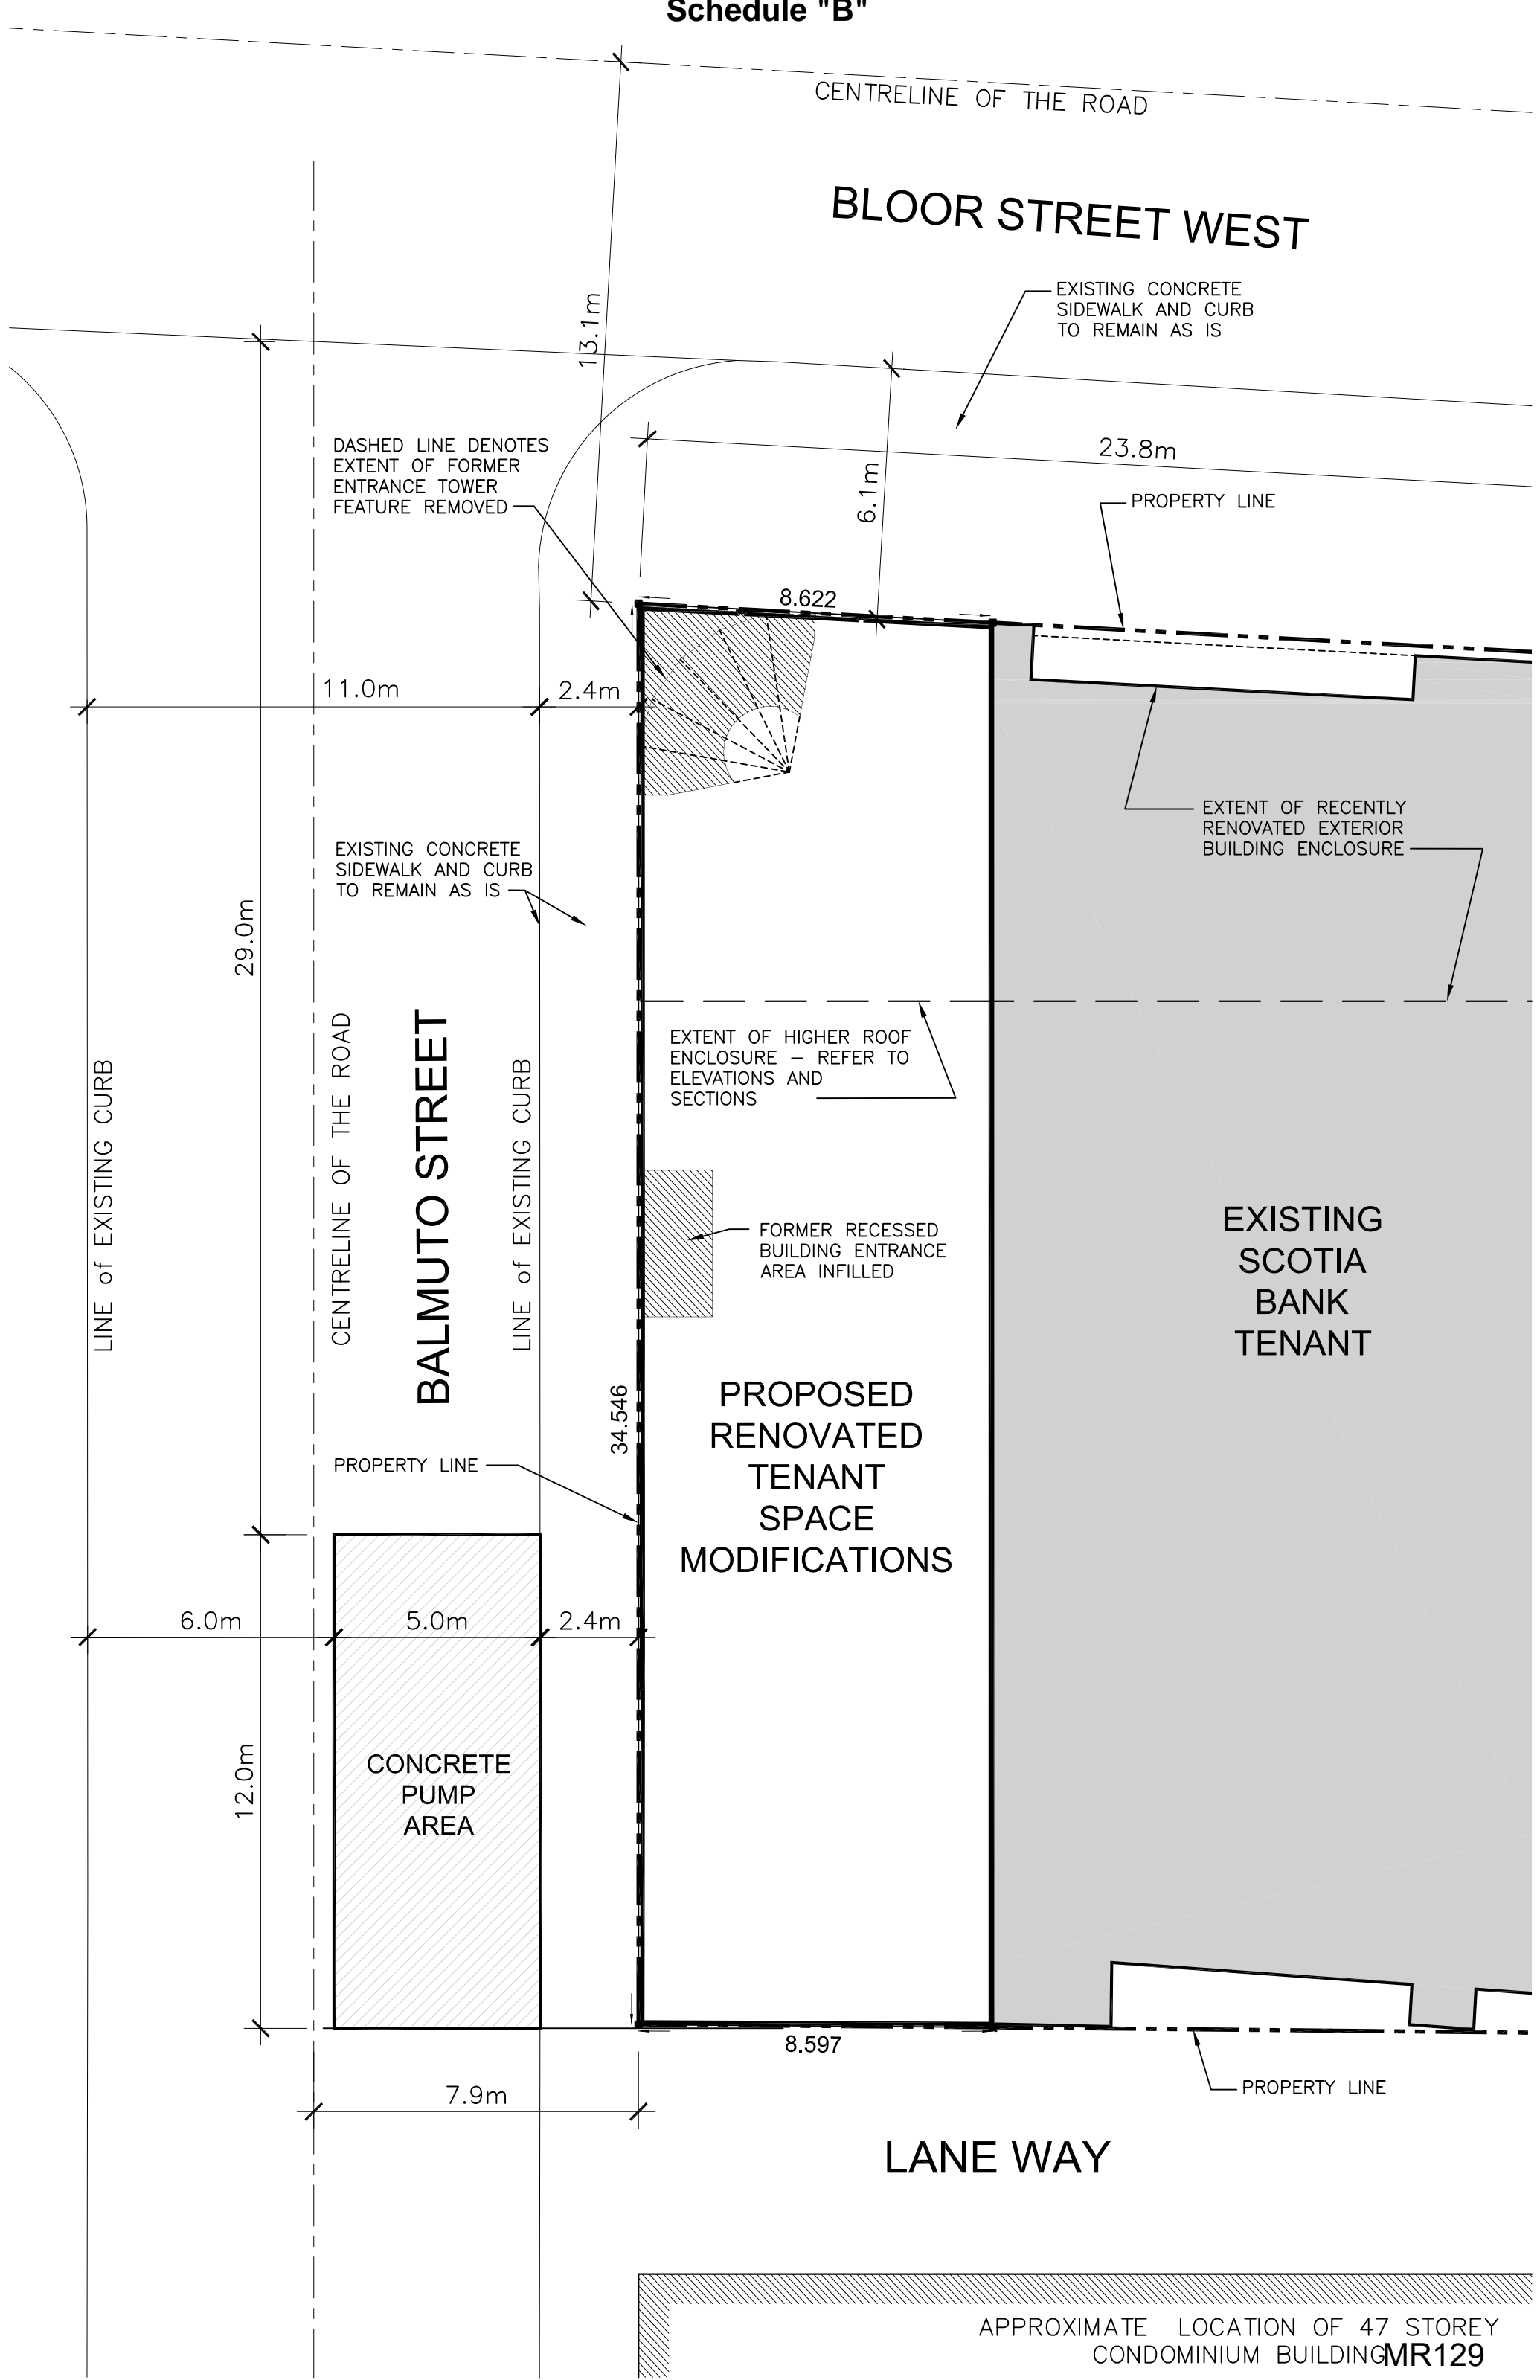 Schedule "B"
CENTRELINE OF THE ROAD
BLOOR STREET WEST
EXISTING CONCRETE
SIDEWALK AND CURB
TO REMAIN AS IS
13.1m
DASHED LINE DENOTES
EXTENT OF FORMER
ENTRANCE TOWER
FEATURE REMOVED
23.8m
6.1m
PROPERTY LINE
8.622
11.0m
2.4m
EXTENT OF RECENTLY
RENOVATED EXTERIOR
BUILDING ENCLOSURE
EXISTING CONCRETE
SIDEWALK AND CURB
TO REMAIN AS IS
29.0m
LINE of EXISTING CURB
CENTRELINE OF THE ROAD
BALMUTO STREET
LINE of EXISTING CURB
EXTENT OF HIGHER ROOF
ENCLOSURE – REFER TO
ELEVATIONS AND
SECTIONS
FORMER RECESSED
BUILDING ENTRANCE
AREA INFILLED
EXISTING
SCOTIA
BANK
TENANT
34.546
PROPOSED
RENOVATED
TENANT
SPACE
MODIFICATIONS
PROPERTY LINE
6.0m
5.0m
2.4m
12.0m
CONCRETE
PUMP
AREA
8.597
7.9m
PROPERTY LINE
LANE WAY
APPROXIMATE LOCATION OF 47 STOREY
CONDOMINIUM BUILDING
MR129